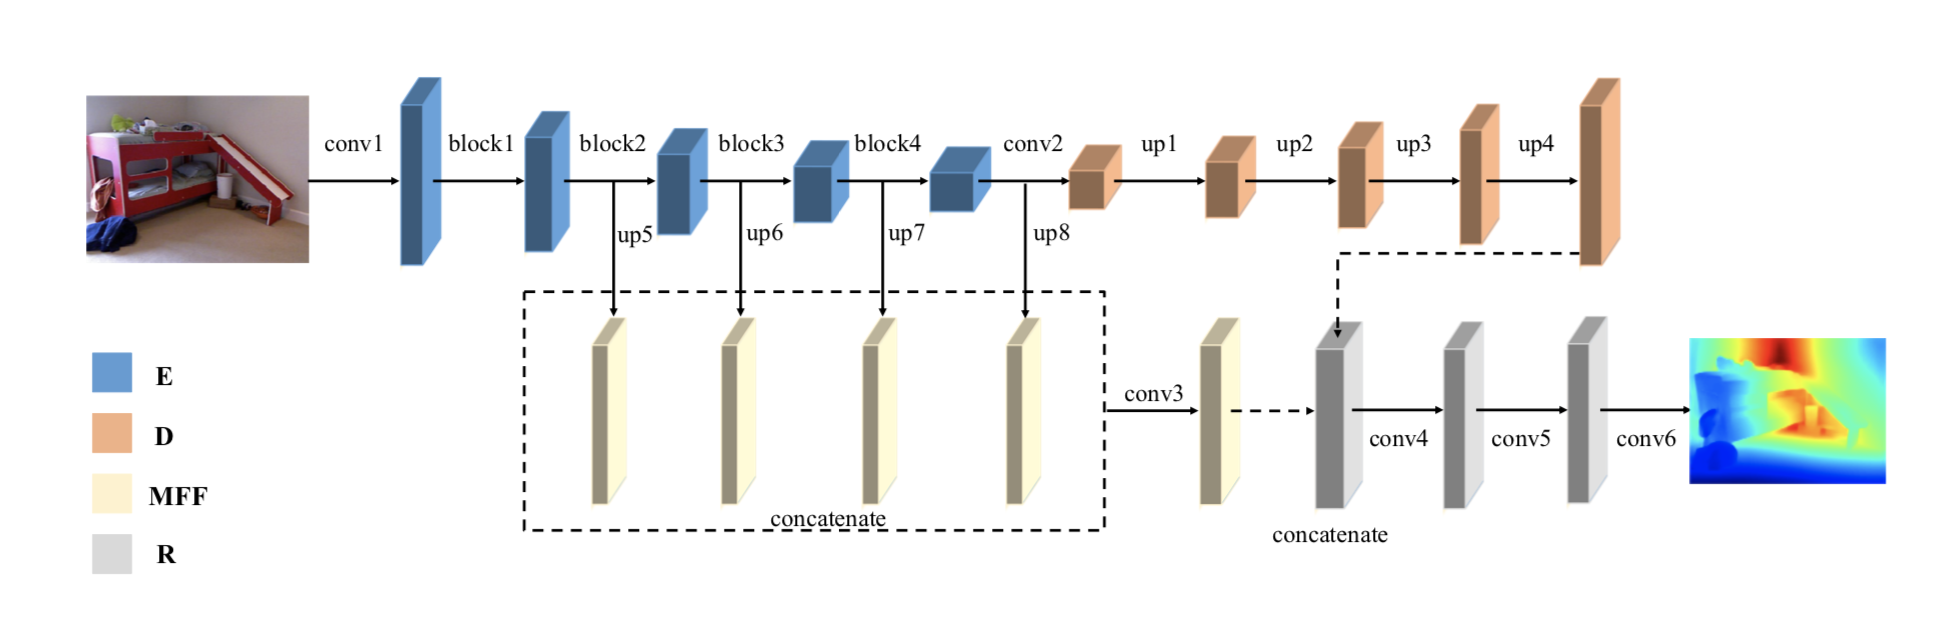 conv1
block1
block2
block3
block4
conv2
up1
up2
up3
up4
up5
up6
up7
up8
concatenate
conv3
concatenate
conv4
conv5
conv6
E
D
MFF
R